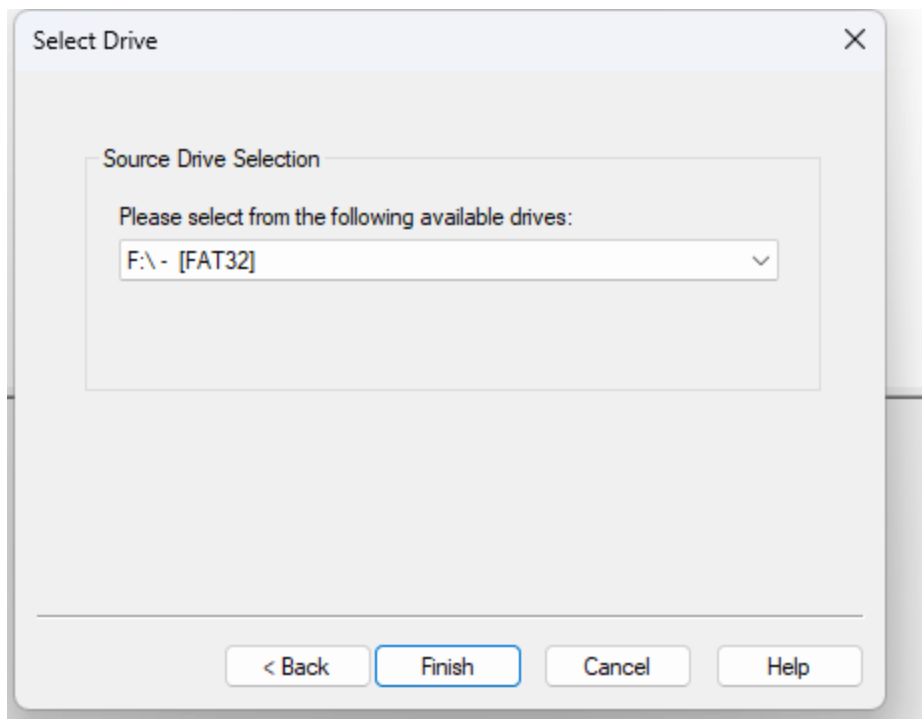 Select Drive
Source Drive Selection
Please select from the following available drives:
F:\ - [FAT32]
< Back
Finish
Cancel
Help